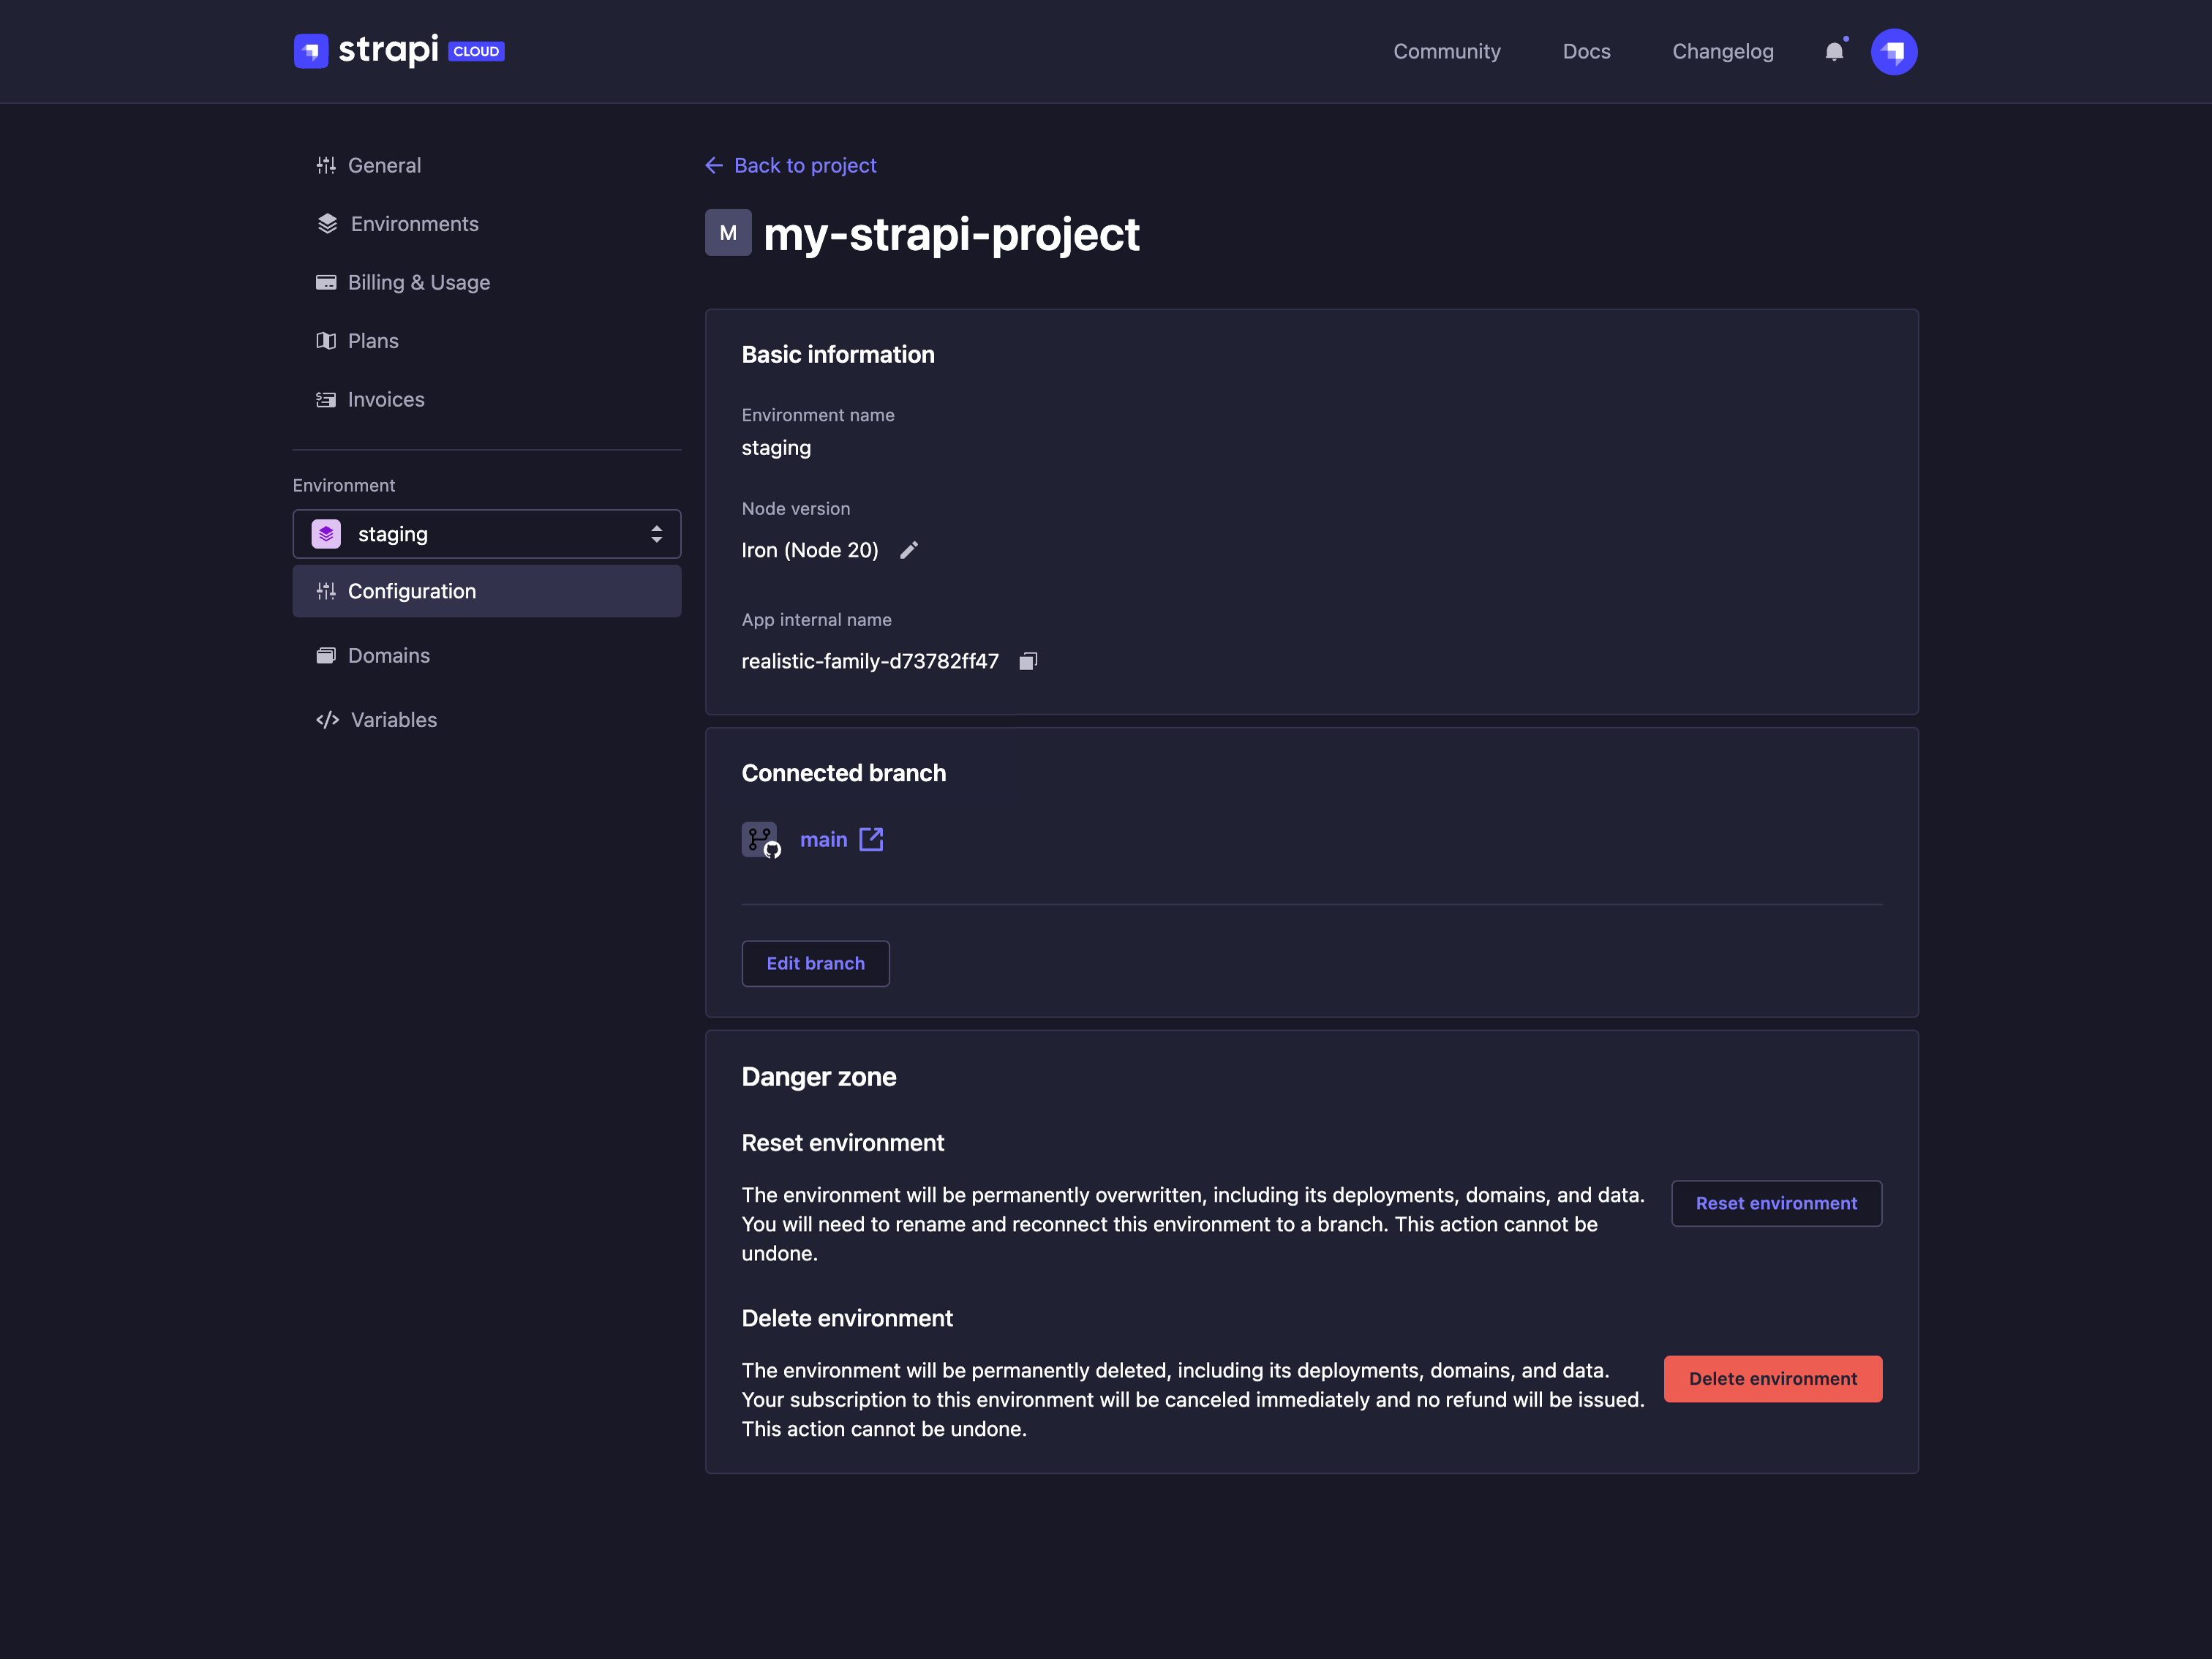 strapi CLOUD
Community
Docs
Changelog
General
Environments
Billing & Usage
Plans
Invoices
Environment
staging
Configuration
Domains
Variables
Back to project
M my-strapi-project
Basic information
Environment name
staging
Node version
Iron (Node 20)
App internal name
realistic-family-d73782ff47
Connected branch
main
Edit branch
Danger zone
Reset environment
The environment will be permanently overwritten, including its deployments, domains, and data.
You will need to rename and reconnect this environment to a branch. This action cannot be
undone.
Reset environment
Delete environment
The environment will be permanently deleted, including its deployments, domains, and data.
Your subscription to this environment will be canceled immediately and no refund will be issued.
This action cannot be undone.
Delete environment